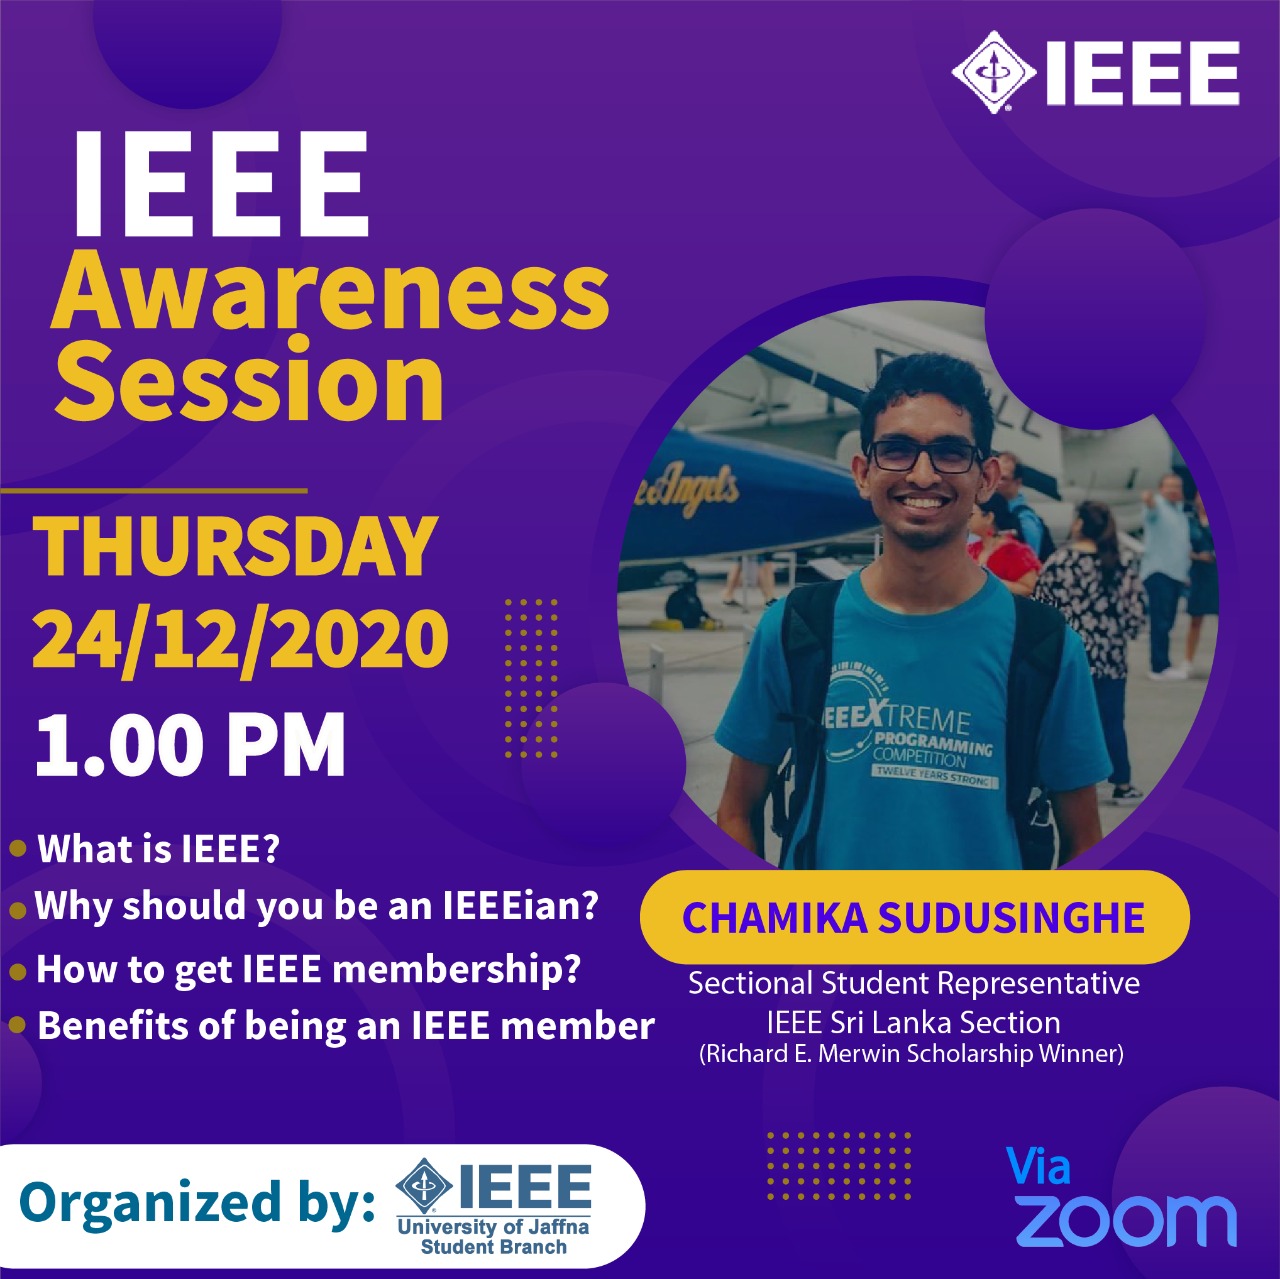 IEEE
IEEE
Awareness
Session
THURSDAY
24/12/2020
1.00 PM
What is IEEE?
Why should you be an IEEEian?
How to get IEEE membership?
Benefits of being an IEEE member
Angels
IEEEXTREME
PROGRAMMING
COMPETITION
TWELVE YEARS STRONG
CHAMIKA SUDUSINGHE
Sectional Student Representative
IEEE Sri Lanka Section
(Richard E. Merwin Scholarship Winner)
Organized by:
IEEE
University of Jaffna
Student Branch
Via
zoom